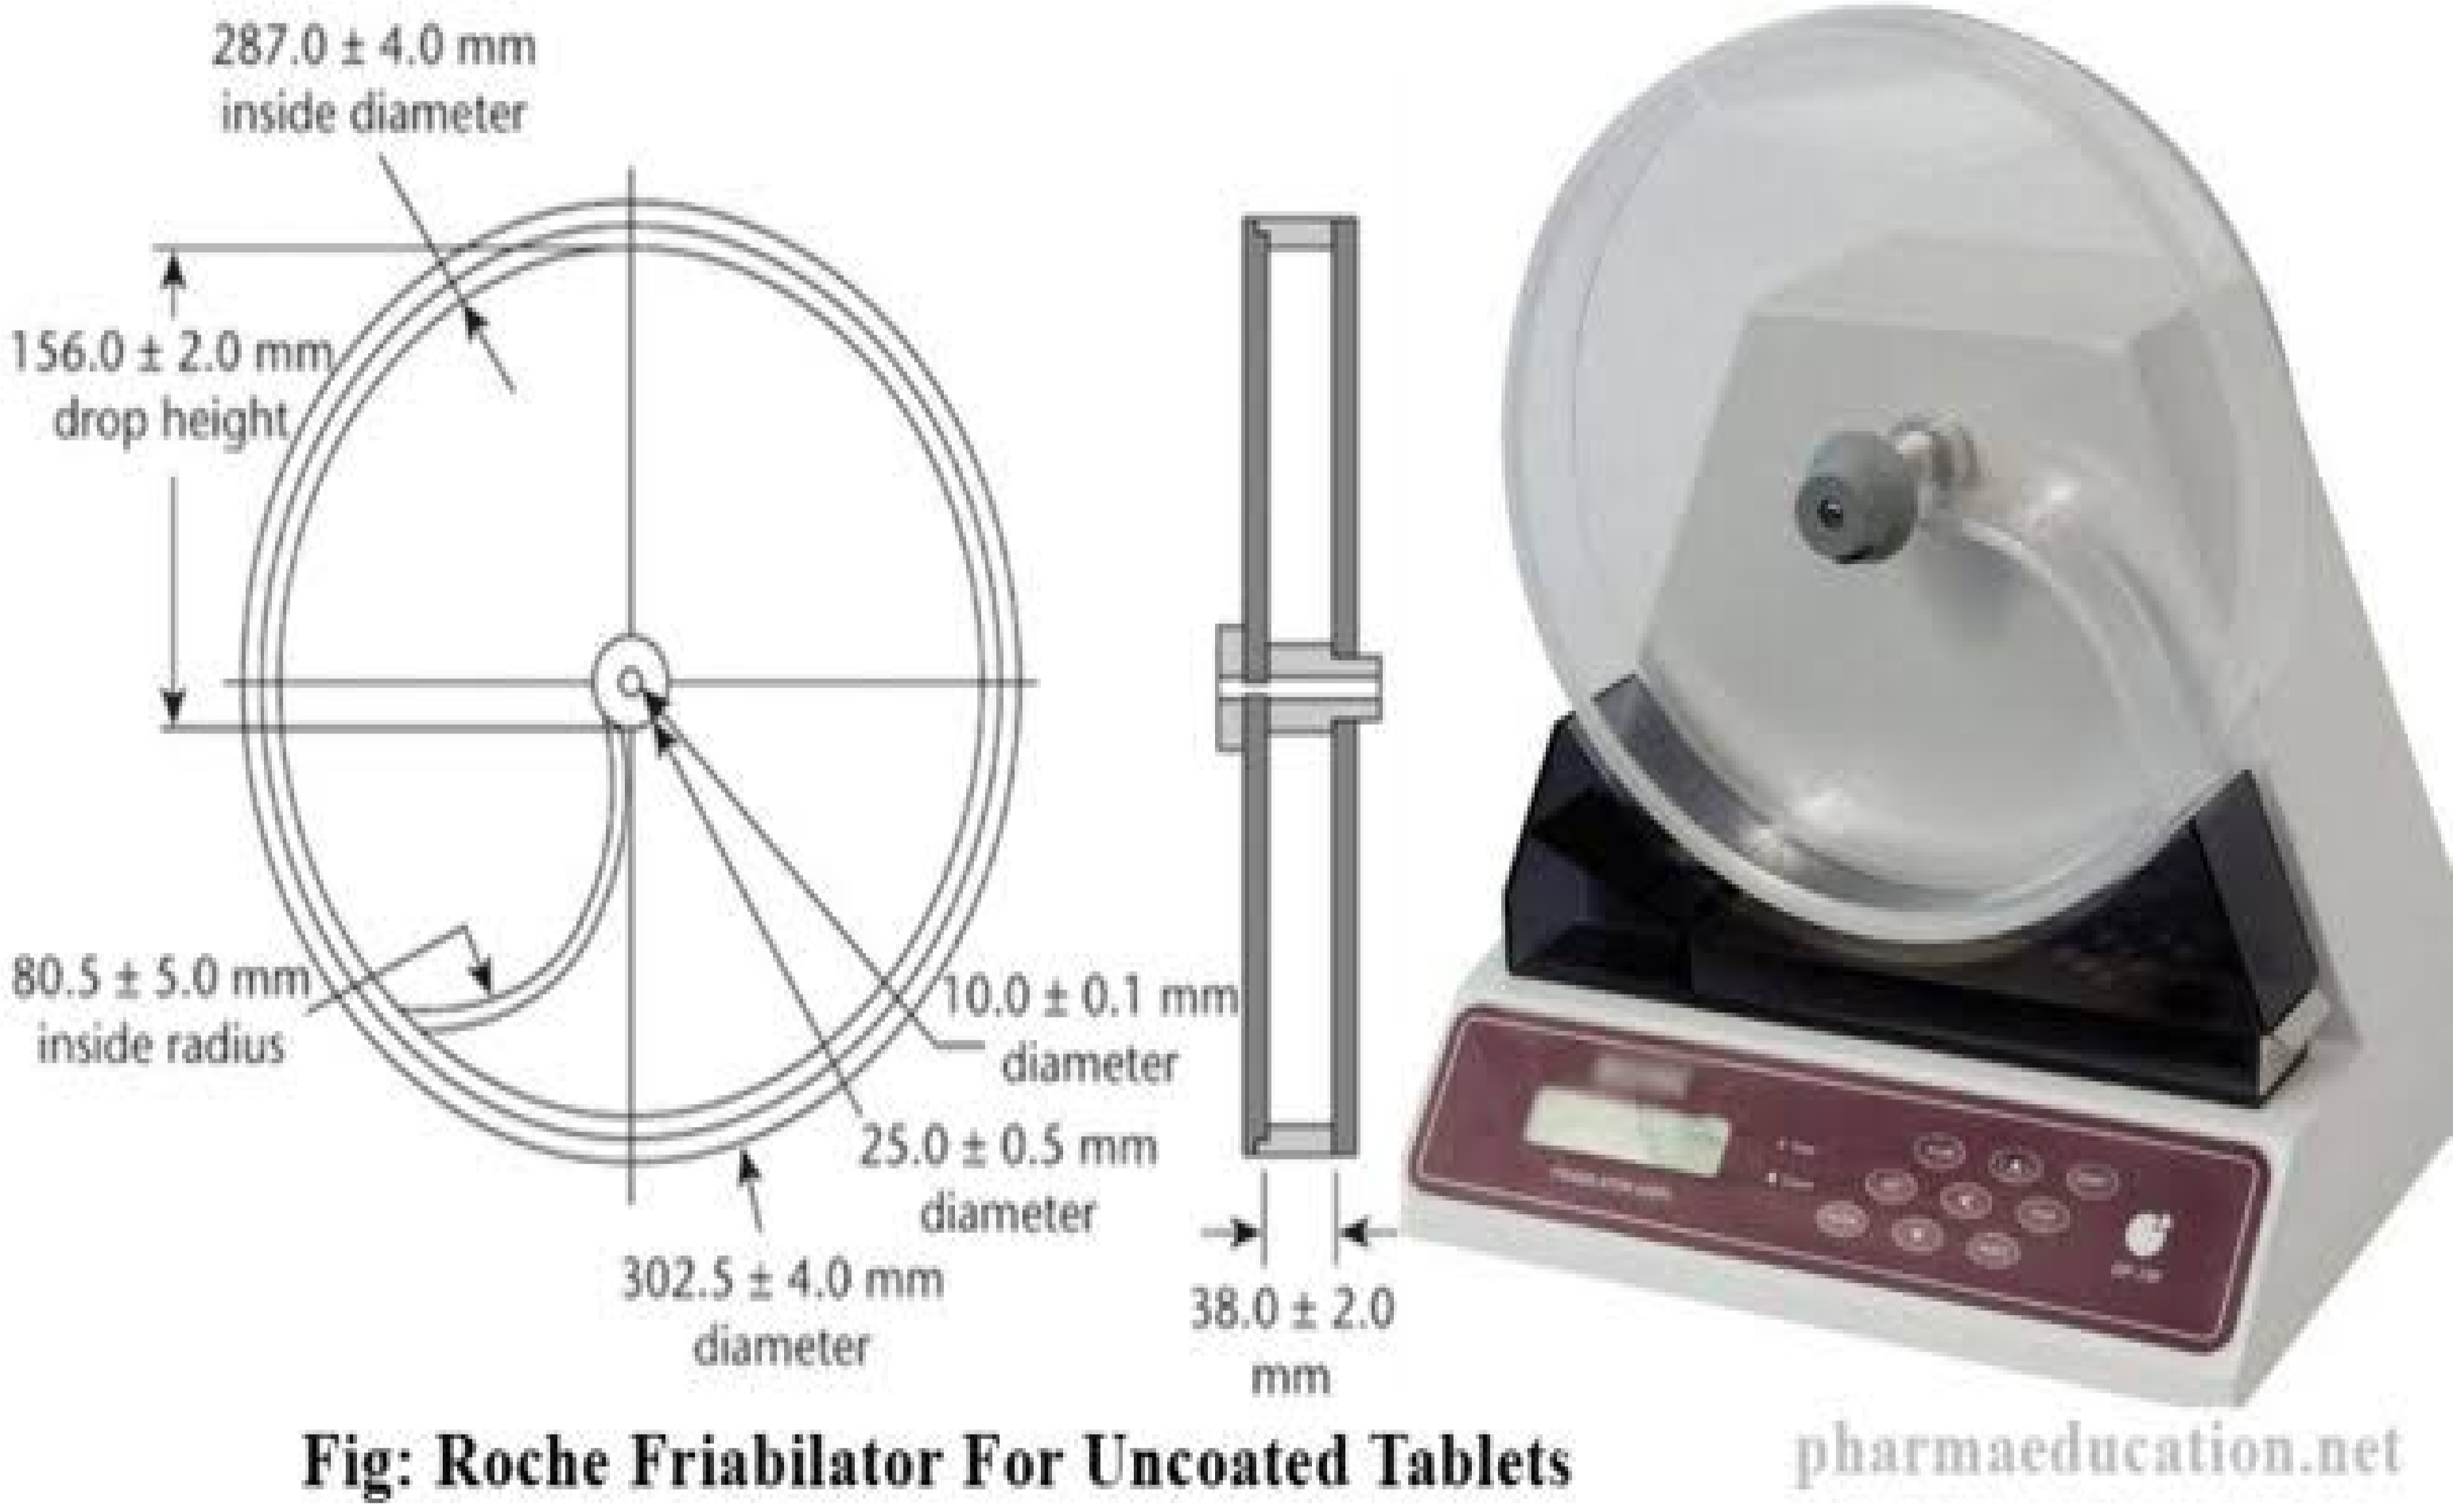 287.0 ± 4.0 mm
inside diameter
156.0 ± 2.0 mm
drop height
80.5 ± 5.0 mm
inside radius
10.0 ± 0.1 mm
diameter
25.0 ± 0.5 mm
diameter
302.5 ± 4.0 mm
diameter
38.0 ± 2.0
mm
Fig: Roche Friabilator For Uncoated Tablets
pharmaeducation.net